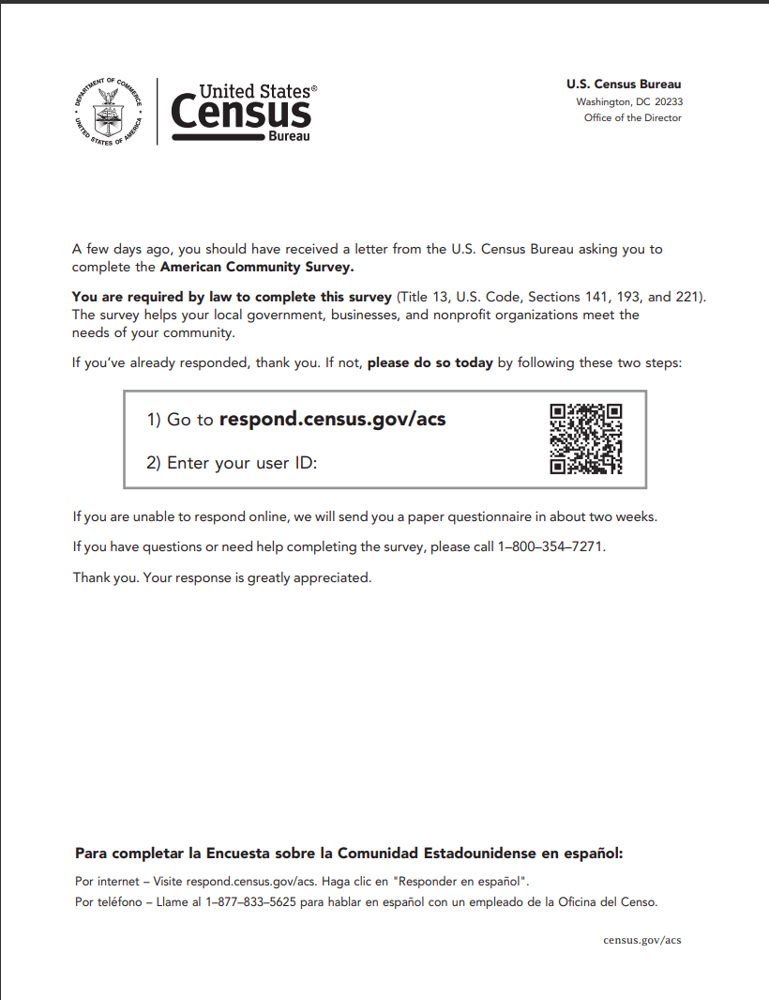 DEPARTMENT OF COMMERCE
UNITED STATES OF AMERICA
United States®
Census
Bureau
U.S. Census Bureau
Washington, DC 20233
Office of the Director
A few days ago, you should have received a letter from the U.S. Census Bureau asking you to
complete the American Community Survey.
You are required by law to complete this survey (Title 13, U.S. Code, Sections 141, 193, and 221).
The survey helps your local government, businesses, and nonprofit organizations meet the
needs of your community.
If you’ve already responded, thank you. If not, please do so today by following these two steps:
1) Go to respond.census.gov/acs
2) Enter your user ID:
If you are unable to respond online, we will send you a paper questionnaire in about two weeks.
If you have questions or need help completing the survey, please call 1–800–354–7271.
Thank you. Your response is greatly appreciated.
Para completar la Encuesta sobre la Comunidad Estadounidense en español:
Por internet – Visite respond.census.gov/acs. Haga clic en "Responder en español".
Por teléfono – Llame al 1–877–833–5625 para hablar en español con un empleado de la Oficina del Censo.
census.gov/acs